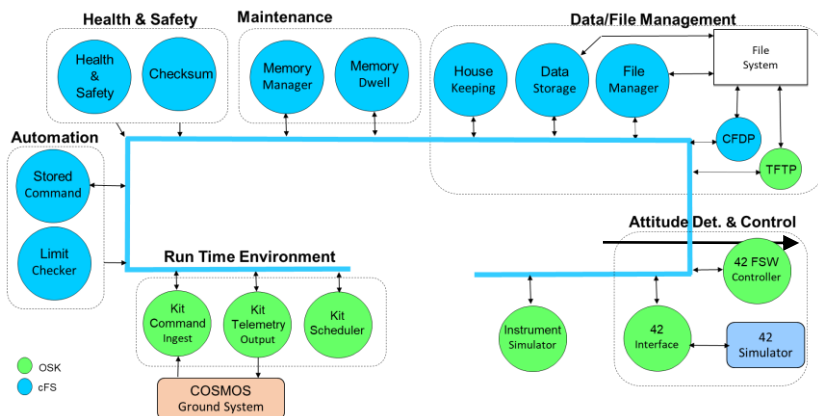 Health & Safety
Maintenance
Data/File Management
Health
&
Safety
Checksum
Memory
Manager
Memory
Dwell
House
Keeping
Data
Storage
File
Manager
File
System
CFDP
TFTP
Automation
Stored
Command
Limit
Checker
Run Time Environment
Kit
Command
Ingest
Kit
Telemetry
Output
Kit
Scheduler
Attitude Det. & Control
42 FSW
Controller
Instrument
Simulator
42
Interface
42
Simulator
OSK
cFS
COSMOS
Ground System